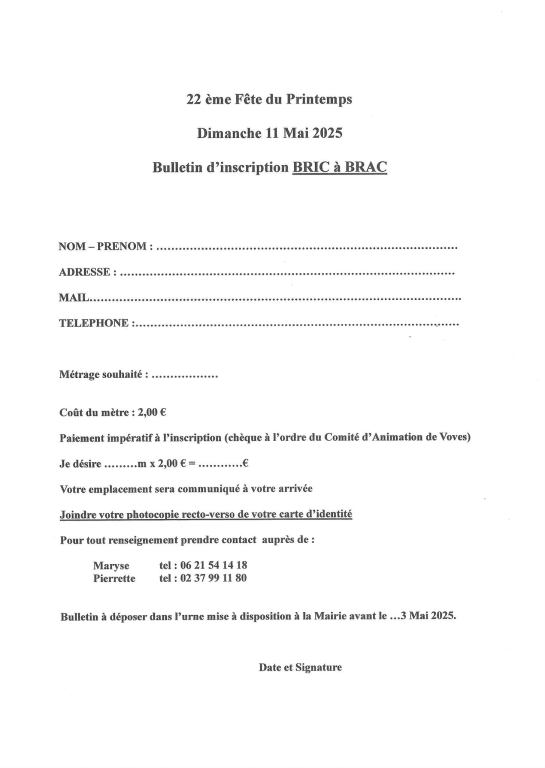 22 ème Fête du Printemps
Dimanche 11 Mai 2025
Bulletin d'inscription BRIC à BRAC
NOM – PRENOM : ………………………………………………………………………
ADRESSE : ………………………………………………………………………………
MAIL………………………………………………………………………………………
TELEPHONE :……………………………………………………………………………
Métrage souhaité : ………………
Coût du mètre : 2,00 €
Paiement impératif à l'inscription (chèque à l'ordre du Comité d'Animation de Voves)
Je désire ………m x 2,00 € = …………€
Votre emplacement sera communiqué à votre arrivée
Joindre votre photocopie recto-verso de votre carte d'identité
Pour tout renseignement prendre contact auprès de :
Maryse tel : 06 21 54 14 18
Pierrette tel : 02 37 99 11 80
Bulletin à déposer dans l'urne mise à disposition à la Mairie avant le …3 Mai 2025.
Date et Signature